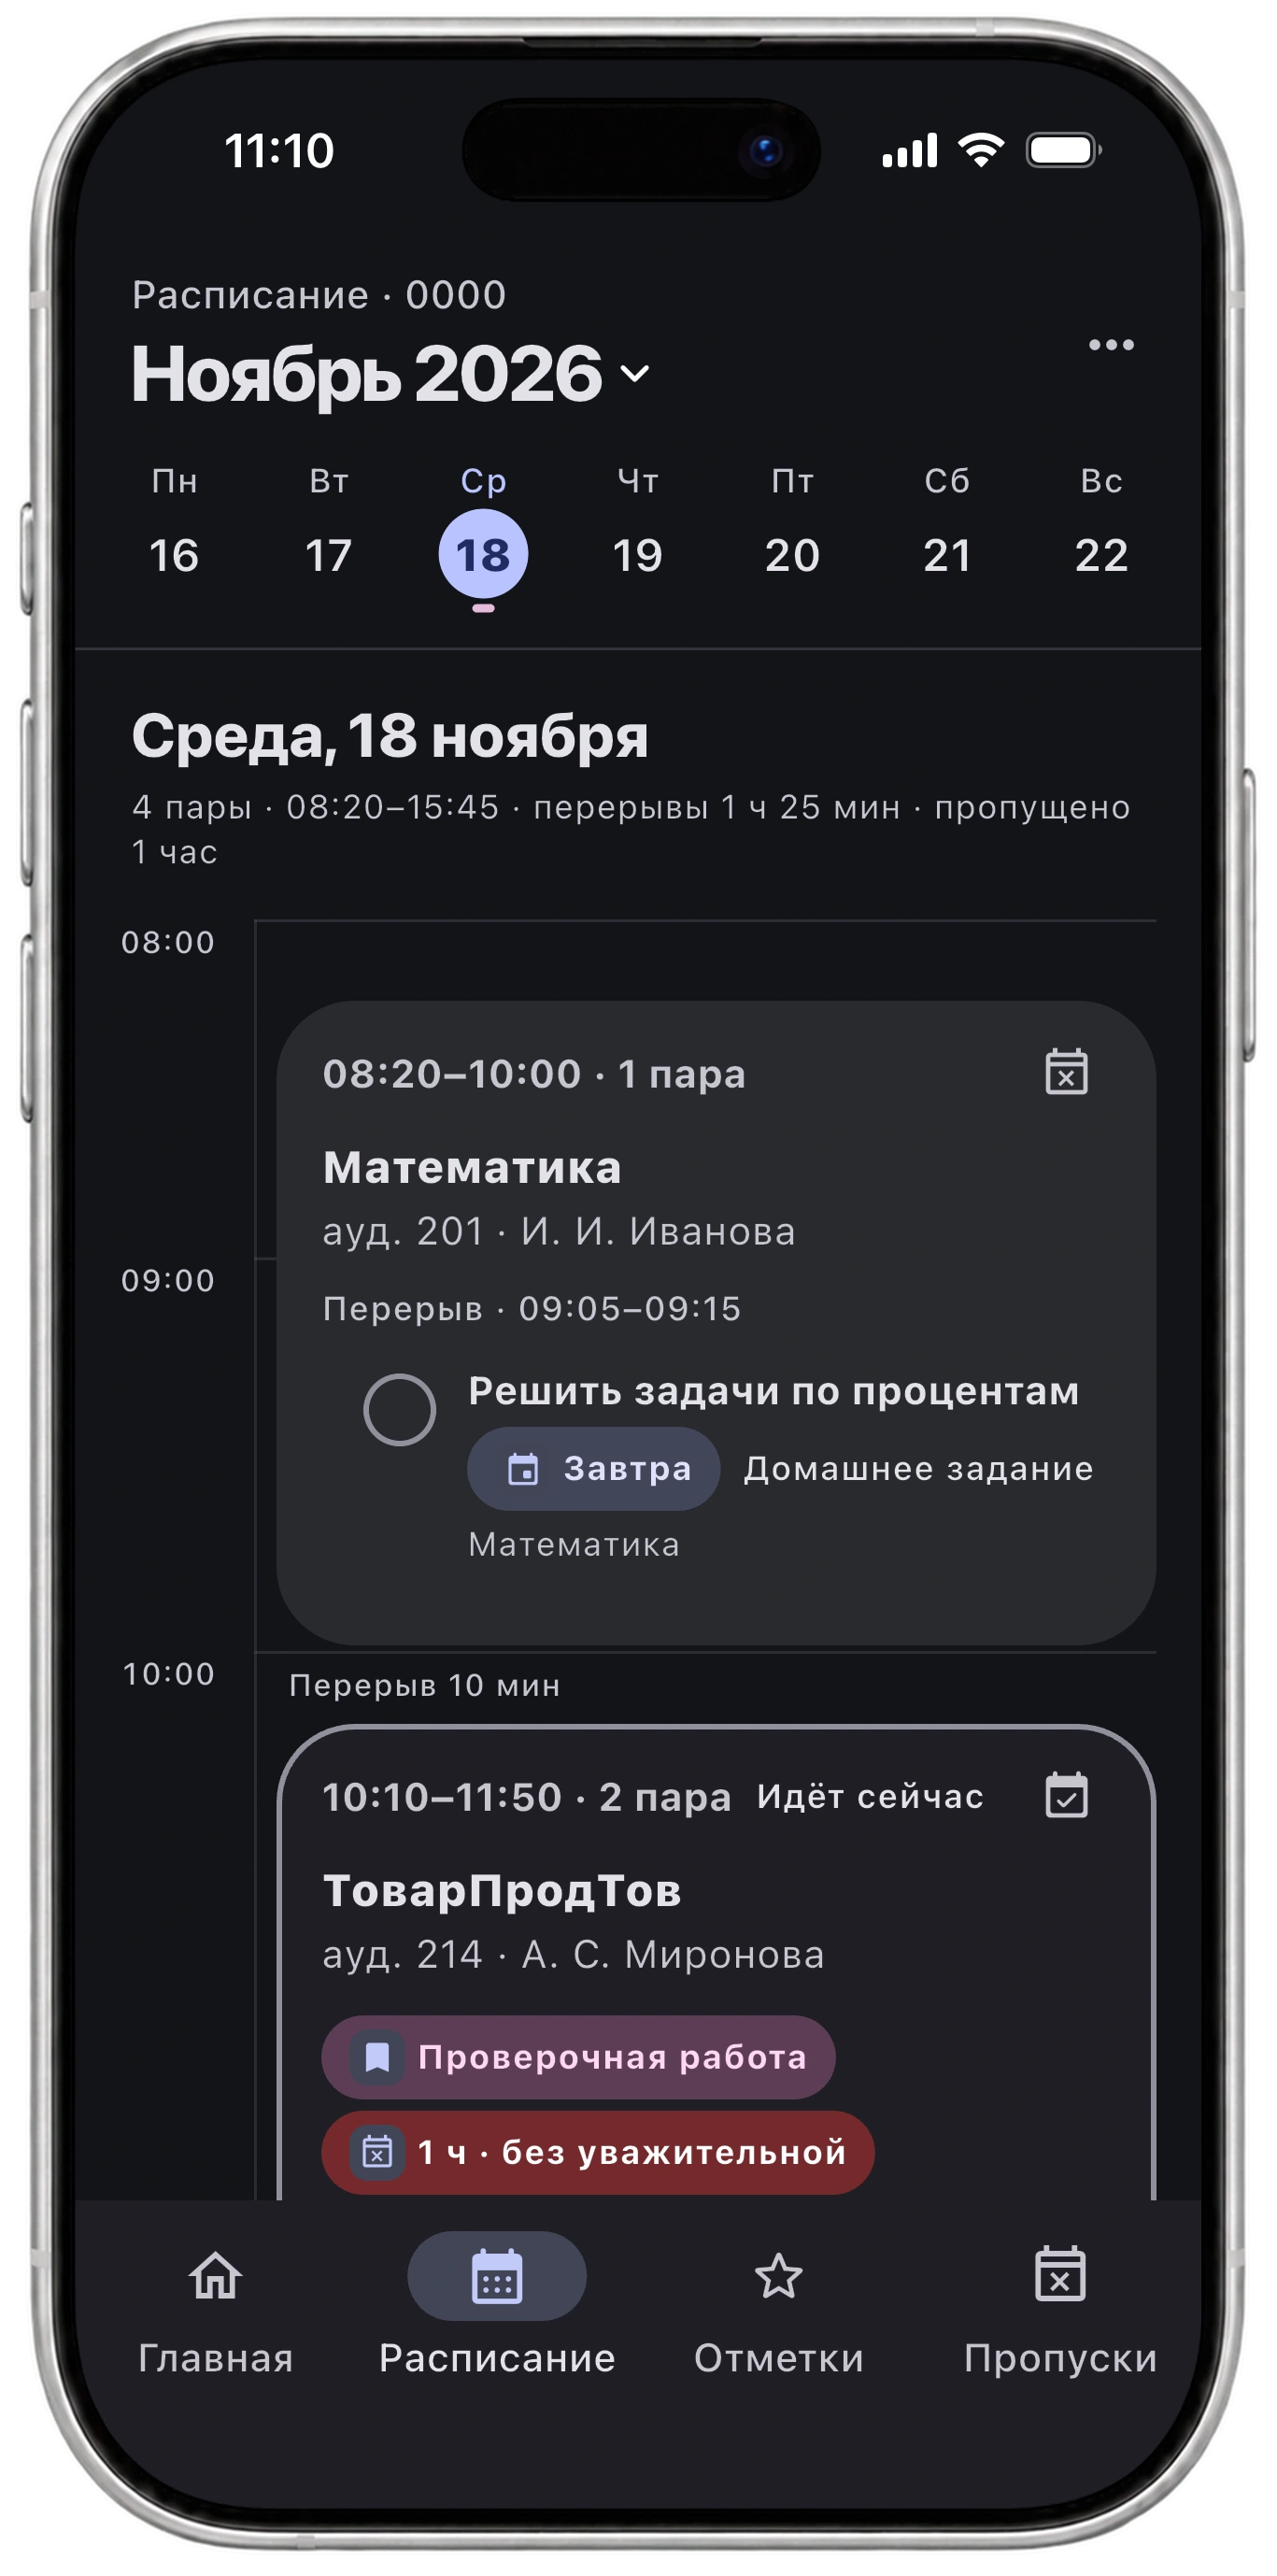 11:10
Расписание · 0000
Ноябрь 2026
Пн Вт Ср Чт Пт Сб Вс
16 17 18 19 20 21 22
Среда, 18 ноября
4 пары · 08:20–15:45 · перерывы 1 ч 25 мин · пропущено
1 час
08:00
08:20–10:00 · 1 пара
Математика
ауд. 201 · И. И. Иванова
09:00
Перерыв · 09:05–09:15
Решить задачи по процентам
Завтра Домашнее задание
Математика
10:00
Перерыв 10 мин
10:10–11:50 · 2 пара Идёт сейчас
ТоварПродТов
ауд. 214 · А. С. Миронова
Проверочная работа
1 ч · без уважительной
Главная Расписание Отметки Пропуски